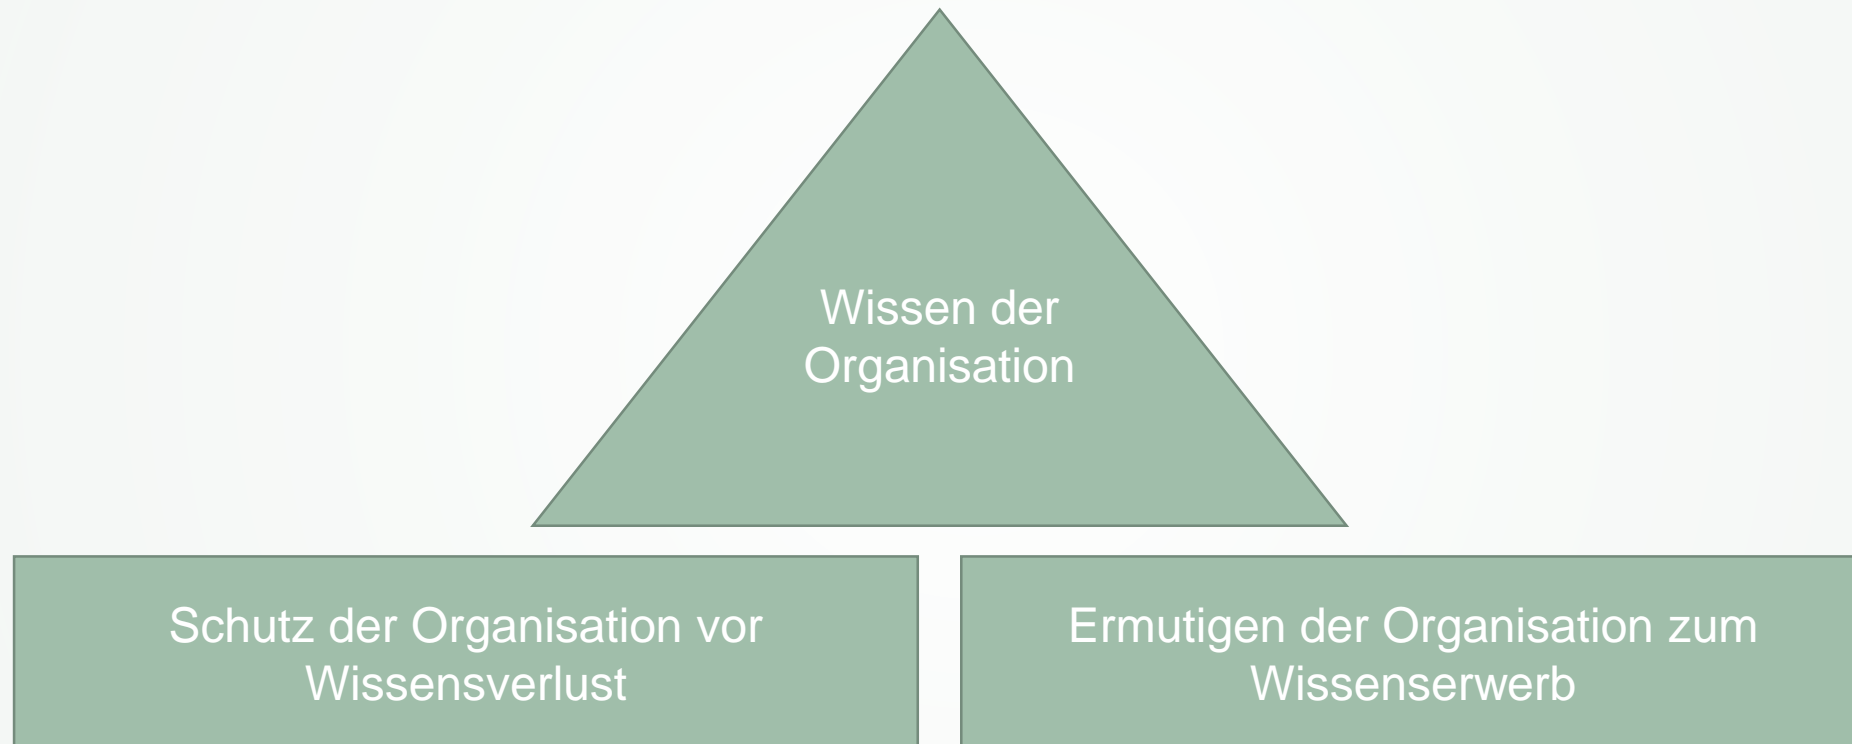 Wissen der
Organisation
Schutz der Organisation vor
Wissensverlust
Ermutigen der Organisation zum
Wissenserwerb